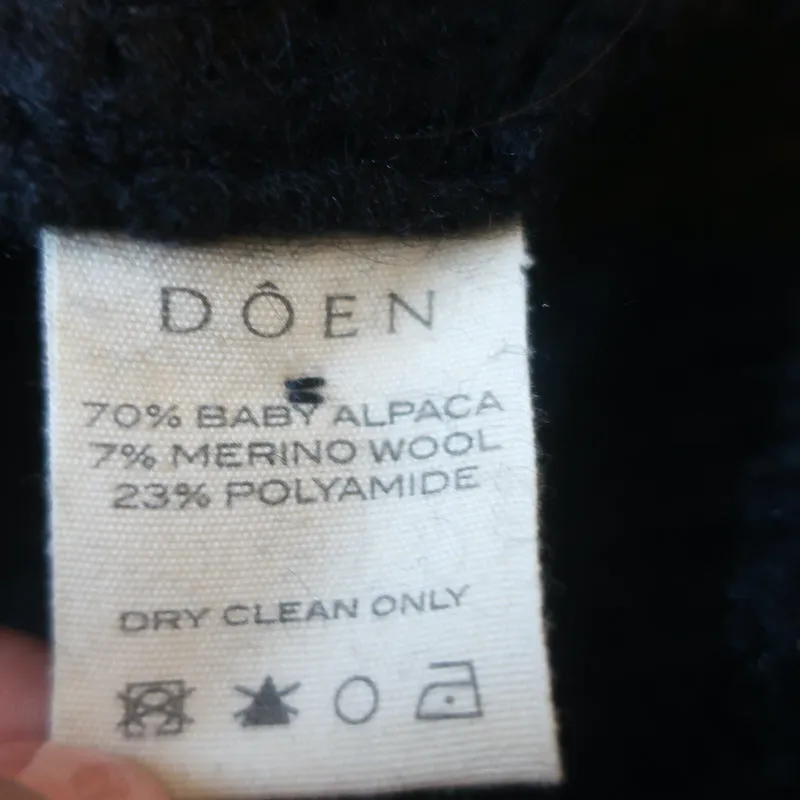 DÔEN
70% BABY ALPACA
7% MERINO WOOL
23% POLYAMIDE
DRY CLEAN ONLY